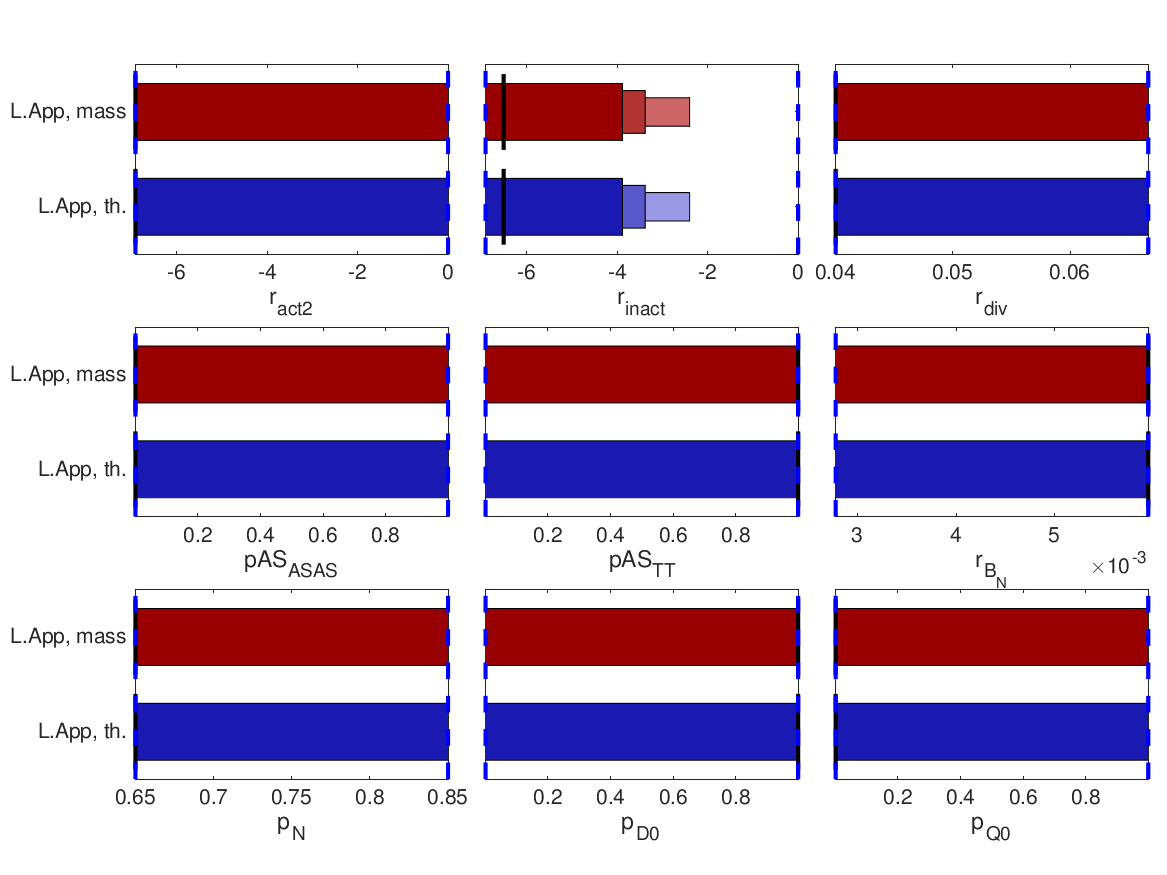 L.App, mass
L.App, th.
-6 -4 -2 0
r_act2
-6 -4 -2 0
r_inact
0.04 0.05 0.06
r_div
L.App, mass
L.App, th.
0.2 0.4 0.6 0.8
pAS_ASAS
0.2 0.4 0.6 0.8
pAS_TT
3 4 5
r_B_N
×10^-3
L.App, mass
L.App, th.
0.65 0.7 0.75 0.8 0.85
p_N
0.2 0.4 0.6 0.8
p_D0
0.2 0.4 0.6 0.8
p_Q0